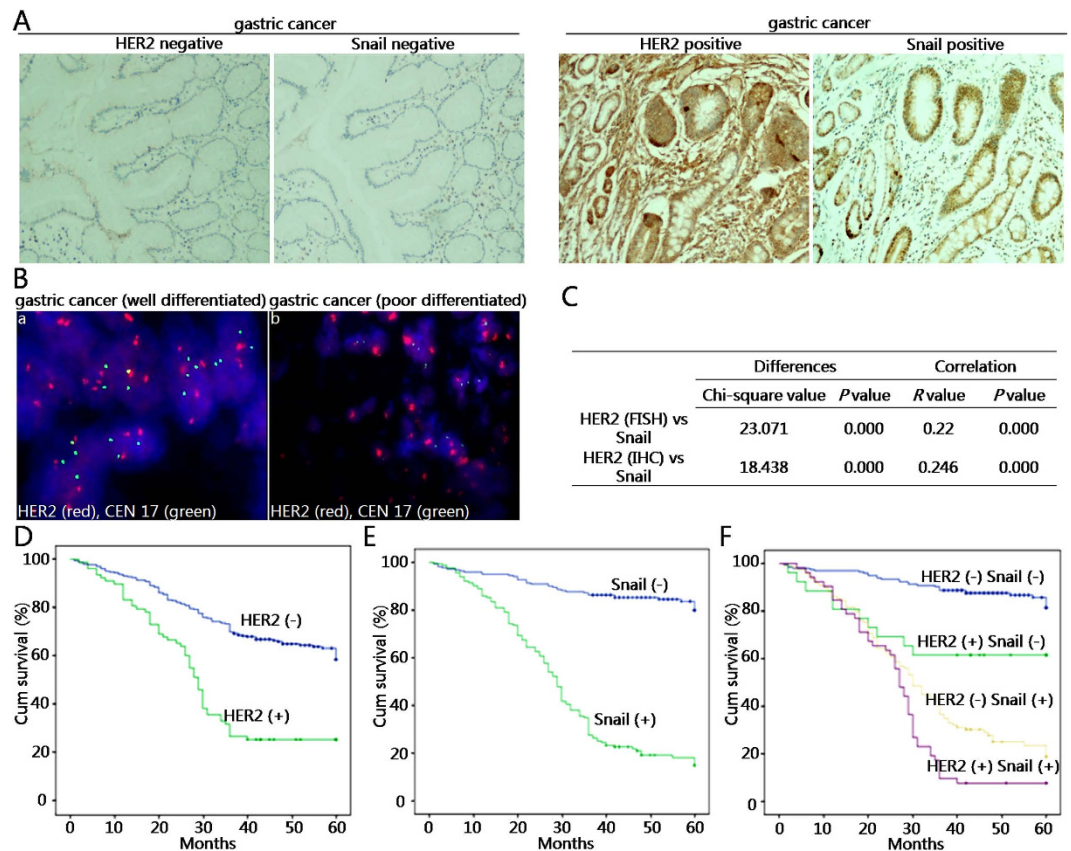 A
gastric cancer
HER2 negative Snail negative
gastric cancer
HER2 positive Snail positive
B
gastric cancer (well differentiated) gastric cancer (poor differentiated)
a
b
HER2 (red), CEN 17 (green) HER2 (red), CEN 17 (green)
C
Differences Correlation
Chi-square value P value R value P value
HER2 (FISH) vs
Snail
23.071 0.000 0.22 0.000
HER2 (IHC) vs
Snail
18.438 0.000 0.246 0.000
D
Cum survival (%)
100
80
60
40
20
0
HER2 (-)
HER2 (+)
0 10 20 30 40 50 60
Months
E
Cum survival (%)
100
80
60
40
20
0
Snail (-)
Snail (+)
0 10 20 30 40 50 60
Months
F
Cum survival (%)
100
80
60
40
20
0
HER2 (-) Snail (-)
HER2 (+) Snail (-)
HER2 (-) Snail (+)
HER2 (+) Snail (+)
0 10 20 30 40 50 60
Months